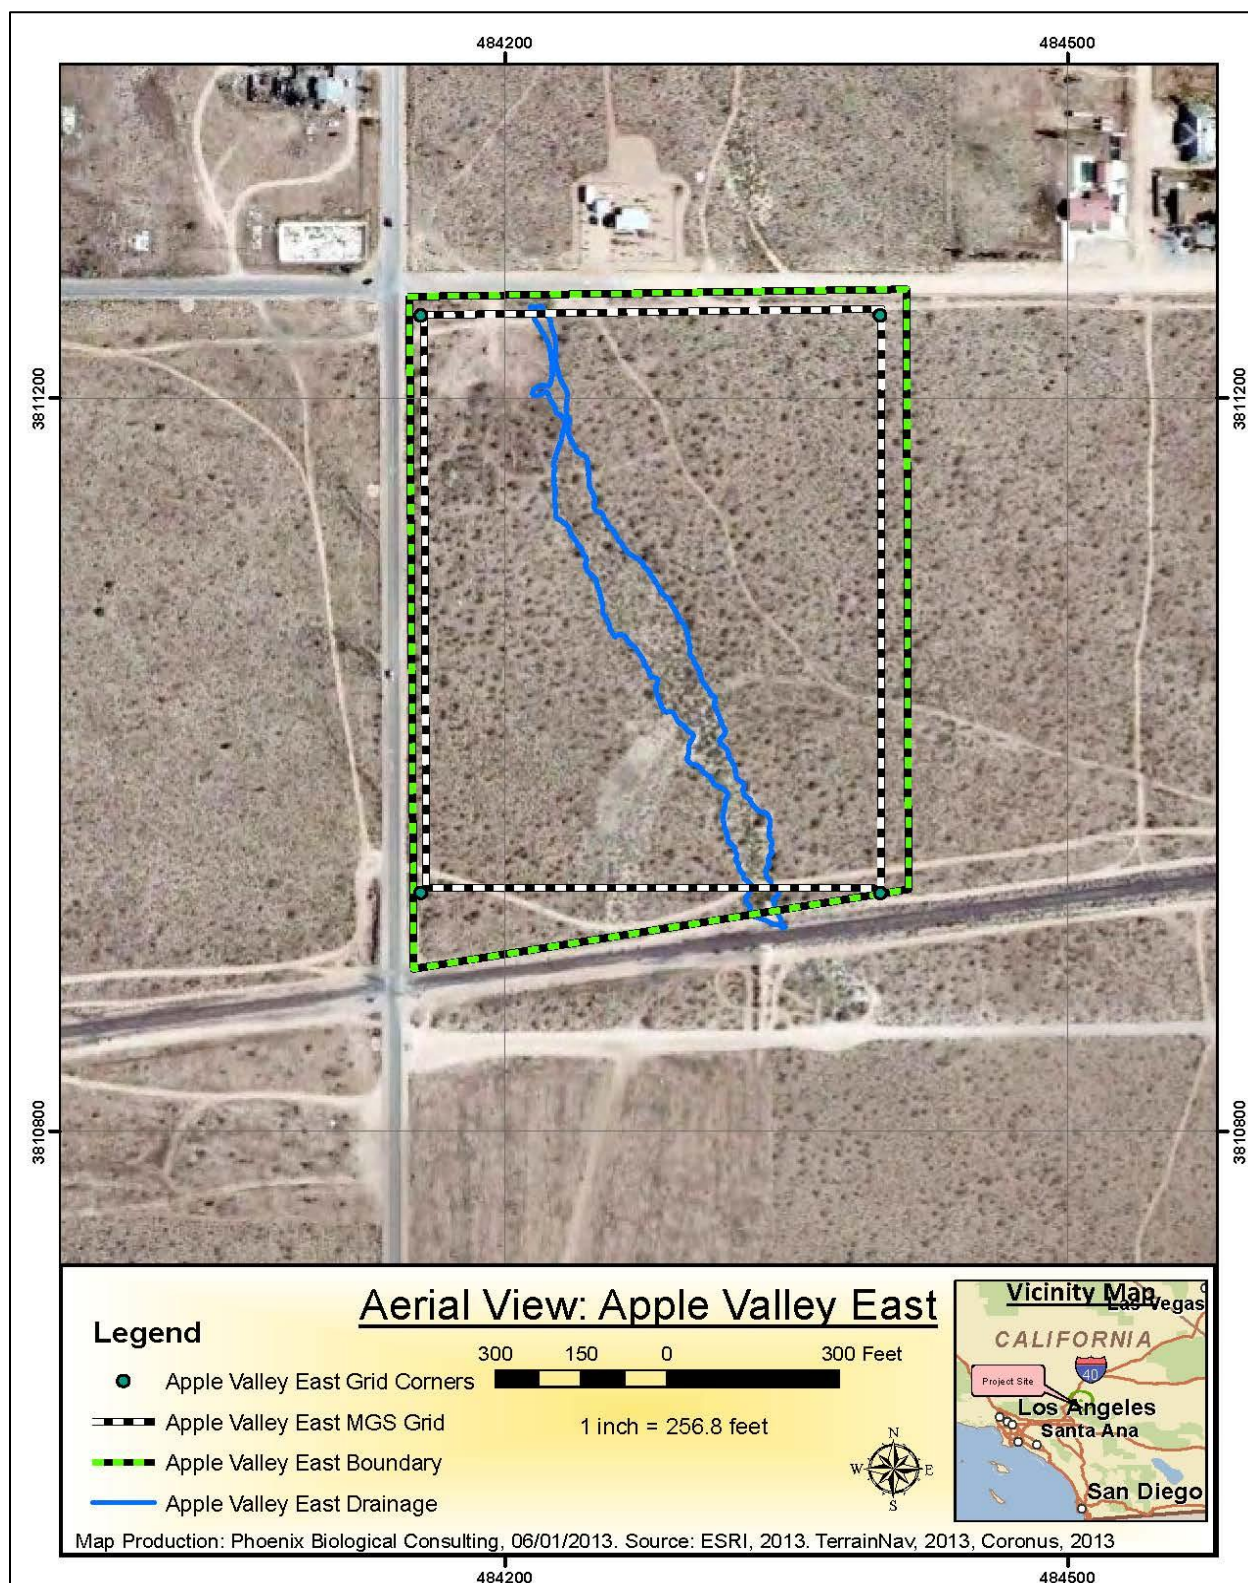 484200 484500
3811200 3811200
3810800 3810800
Aerial View: Apple Valley East
Legend
300 150 0 300 Feet
Apple Valley East Grid Corners
Apple Valley East MGS Grid
1 inch = 256.8 feet
Apple Valley East Boundary
Apple Valley East Drainage
N
W E
S
Vicinity Map
Las Vegas
CALIFORNIA
40
Project Site
Los Angeles
Santa Ana
San Diego
Map Production: Phoenix Biological Consulting, 06/01/2013. Source: ESRI, 2013. TerrainNav, 2013, Coronus, 2013
484200 484500